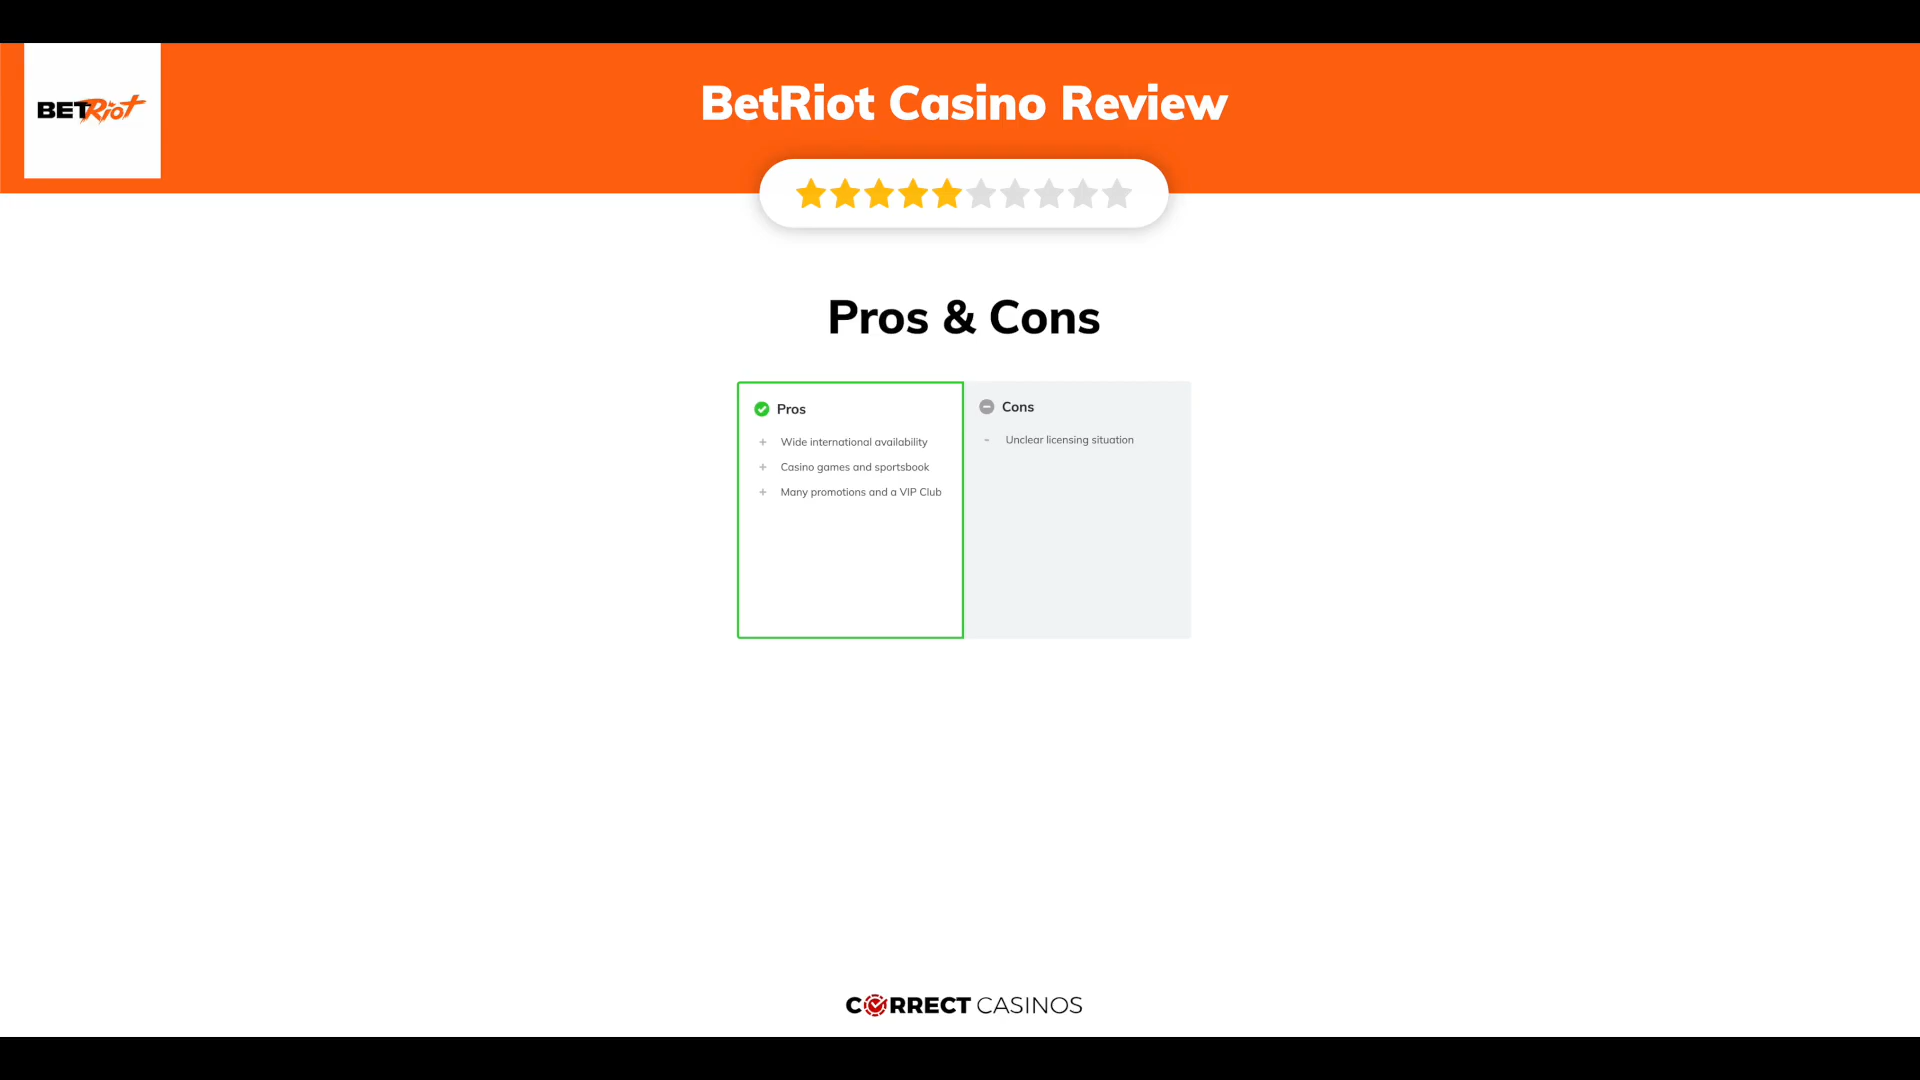 BETRiot
BetRiot Casino Review
Pros & Cons
Pros
+ Wide international availability
+ Casino games and sportsbook
+ Many promotions and a VIP Club
Cons
- Unclear licensing situation
CORRECT CASINOS